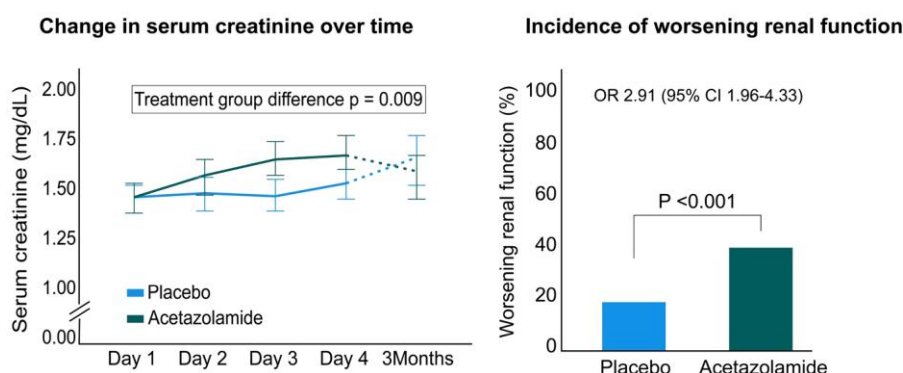 Change in serum creatinine over time
Serum creatinine (mg/dL)
2.00
1.75
1.50
1.25
1.00
0.00
Treatment group difference p = 0.009
Placebo
Acetazolamide
Day 1 Day 2 Day 3 Day 4 3Months
Incidence of worsening renal function
Worsening renal function (%)
100
80
60
40
20
0
OR 2.91 (95% CI 1.96-4.33)
P <0.001
Placebo Acetazolamide